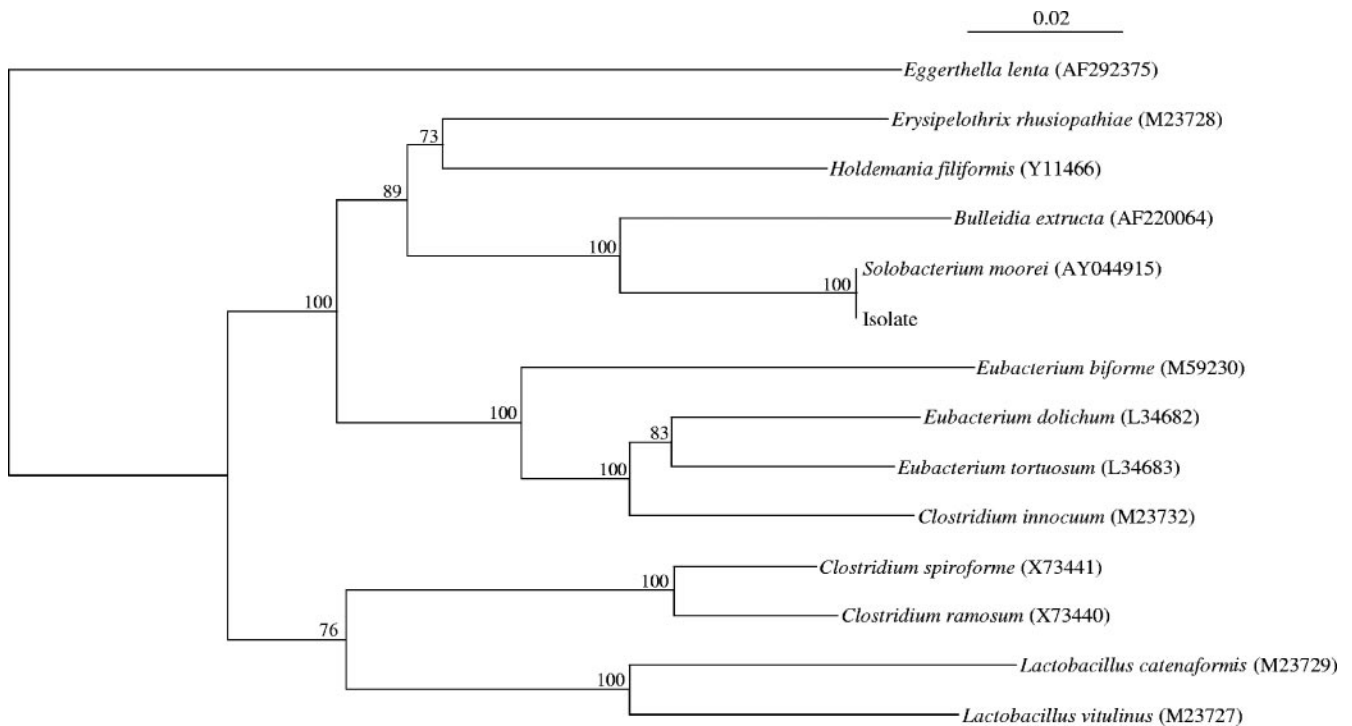 0.02
Eggerthella lenta (AF292375)
Erysipelothrix rhusiopathiae (M23728)
73
Holdemania filiformis (Y11466)
89
Bulleidia extructa (AF220064)
100
Solobacterium moorei (AY044915)
100
Isolate
100
Eubacterium biforme (M59230)
100
Eubacterium dolichum (L34682)
83
Eubacterium tortuosum (L34683)
100
Clostridium innocuum (M23732)
Clostridium spiroforme (X73441)
100
Clostridium ramosum (X73440)
76
Lactobacillus catenaformis (M23729)
100
Lactobacillus vitulinus (M23727)